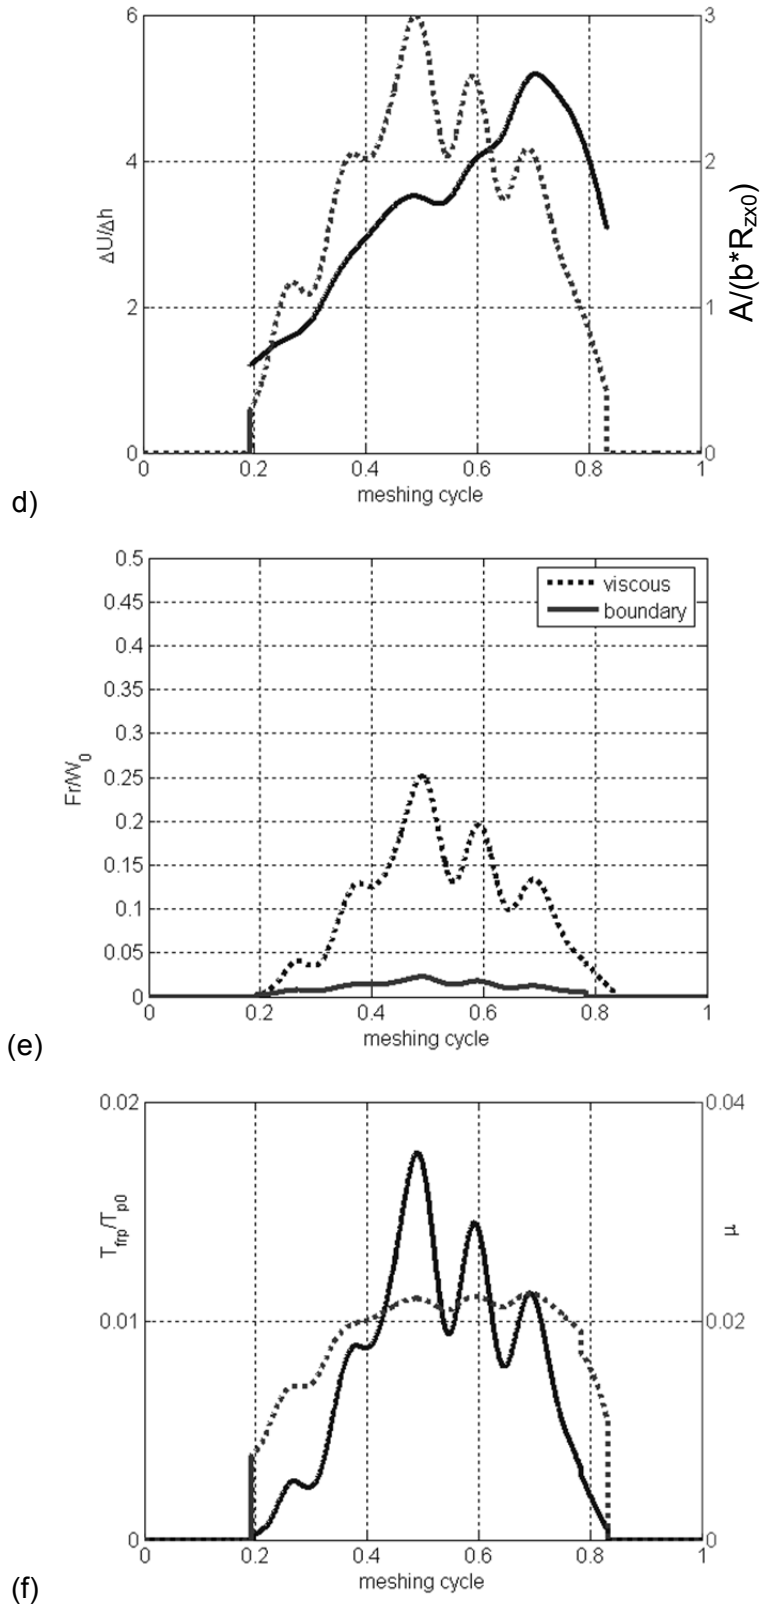 6
4
2
0
ΔU/Δh
3
2
1
0
A/(b*R_zx0)
0 0.2 0.4 0.6 0.8 1
meshing cycle
d)
0.5
0.45
0.4
0.35
0.3
0.25
0.2
0.15
0.1
0.05
0
Fr/W_0
viscous
boundary
0 0.2 0.4 0.6 0.8 1
meshing cycle
(e)
0.02
0.01
0
T_frp/T_p0
0.04
0.02
0
μ
0 0.2 0.4 0.6 0.8 1
meshing cycle
(f)